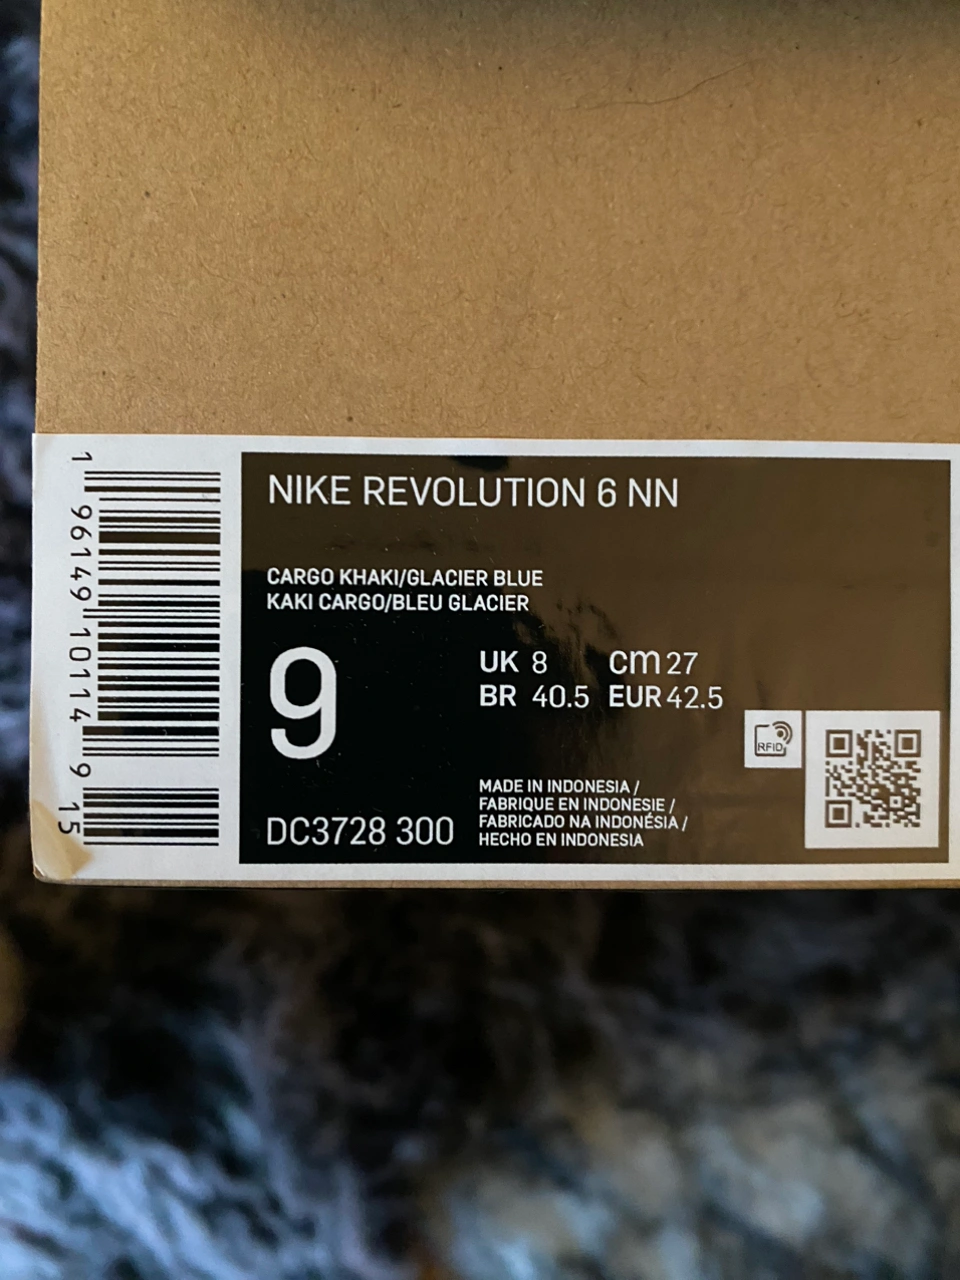 NIKE REVOLUTION 6 NN
CARGO KHAKI/GLACIER BLUE
KAKI CARGO/BLEU GLACIER
9
UK 8 cm 27
BR 40.5 EUR 42.5
RFID
MADE IN INDONESIA /
FABRIQUE EN INDONESIE /
FABRICADO NA INDONÉSIA /
HECHO EN INDONESIA
DC3728 300
1 96149 10114 9 15